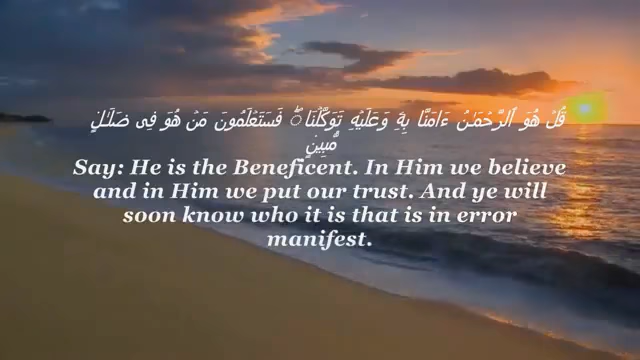 قُلْ هُوَ ٱلرَّحْمَـٰنُ ءَامَنَّا بِهِۦ وَعَلَيْهِ تَوَكَّلْنَا ۖ فَسَتَعْلَمُونَ مَنْ هُوَ فِى ضَلَـٰلٍ
مُّبِينٍ
Say: He is the Beneficent. In Him we believe
and in Him we put our trust. And ye will
soon know who it is that is in error
manifest.